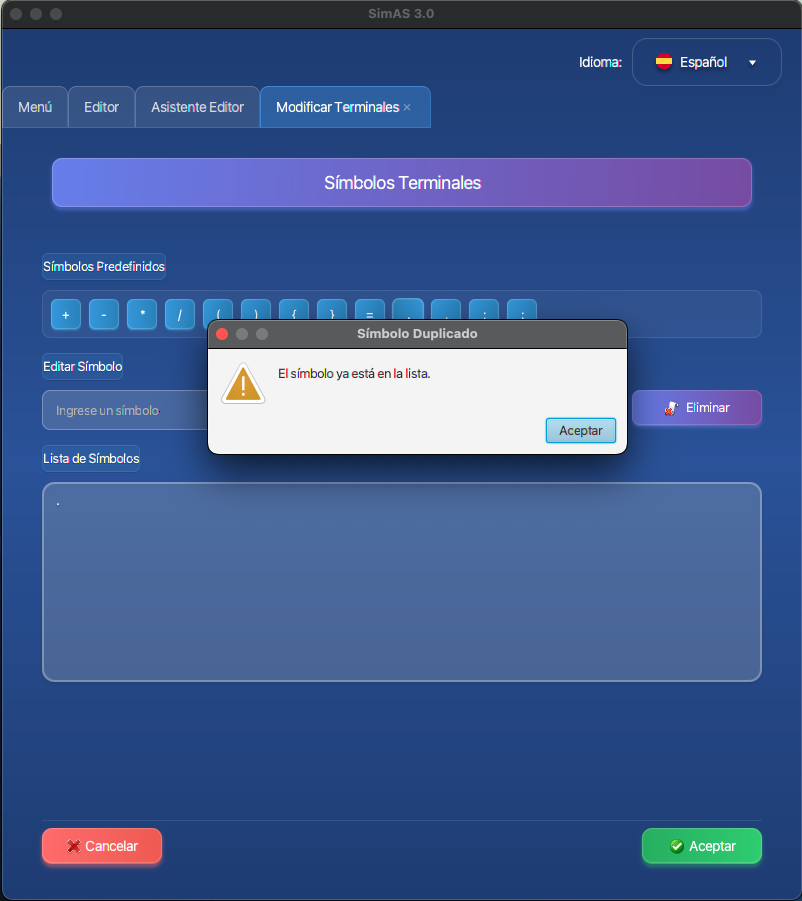 SimAS 3.0
Idioma: Español
Menú Editor Asistente Editor Modificar Terminales ×
Símbolos Terminales
Símbolos Predefinidos
+ - * / ( ) { } =
Símbolo Duplicado
El símbolo ya está en la lista.
Aceptar
Editar Símbolo
Ingrese un símbolo
Eliminar
Lista de Símbolos
.
Cancelar Aceptar